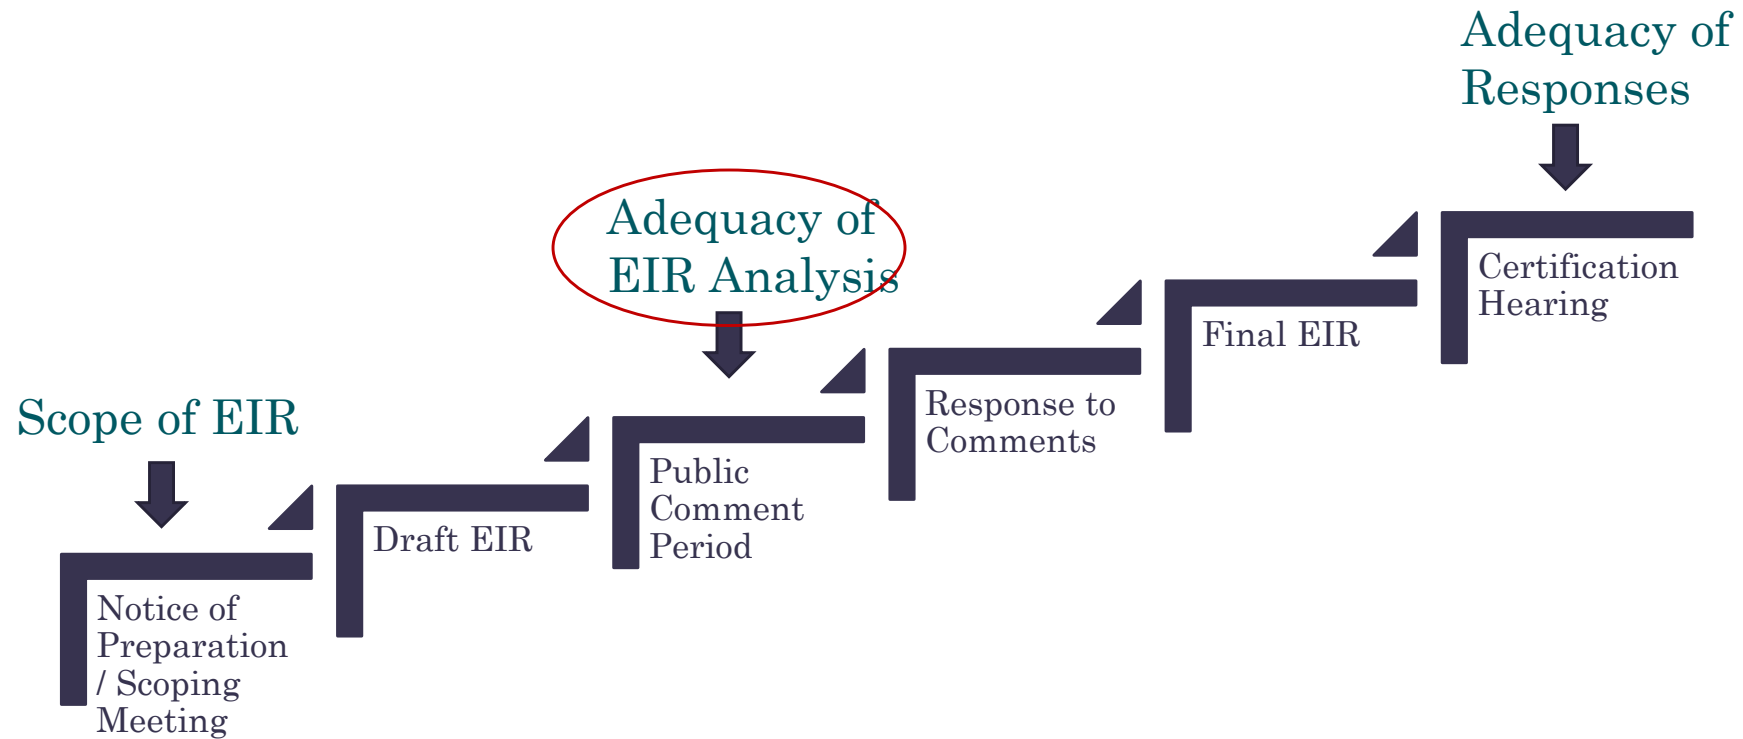 Scope of EIR
Notice of
Preparation
/ Scoping
Meeting
Draft EIR
Adequacy of
EIR Analysis
Public
Comment
Period
Response to
Comments
Final EIR
Adequacy of
Responses
Certification
Hearing